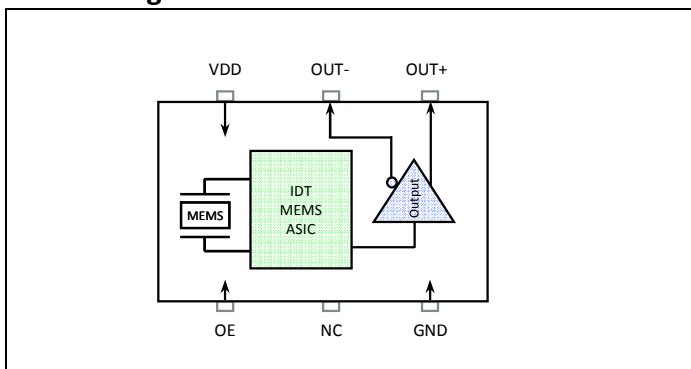 VDD OUT- OUT+
IDT
MEMS
ASIC
MEMS
Output
OE NC GND